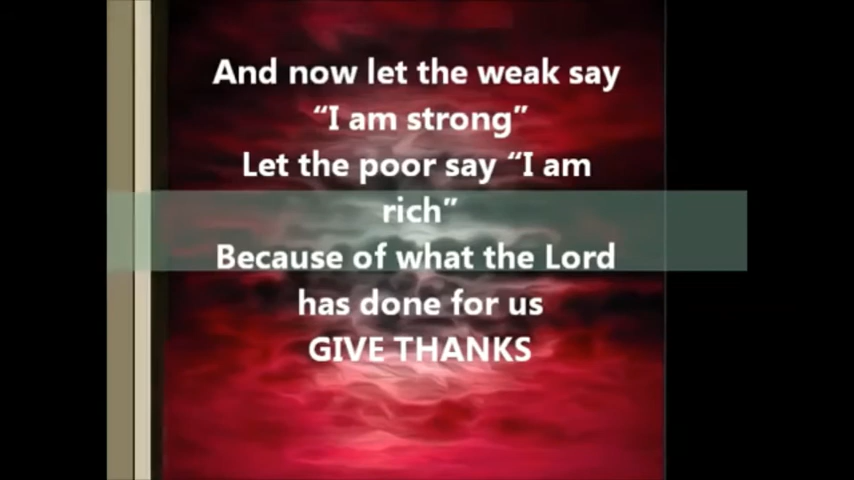 And now let the weak say
“I am strong”
Let the poor say “I am
rich”
Because of what the Lord
has done for us
GIVE THANKS